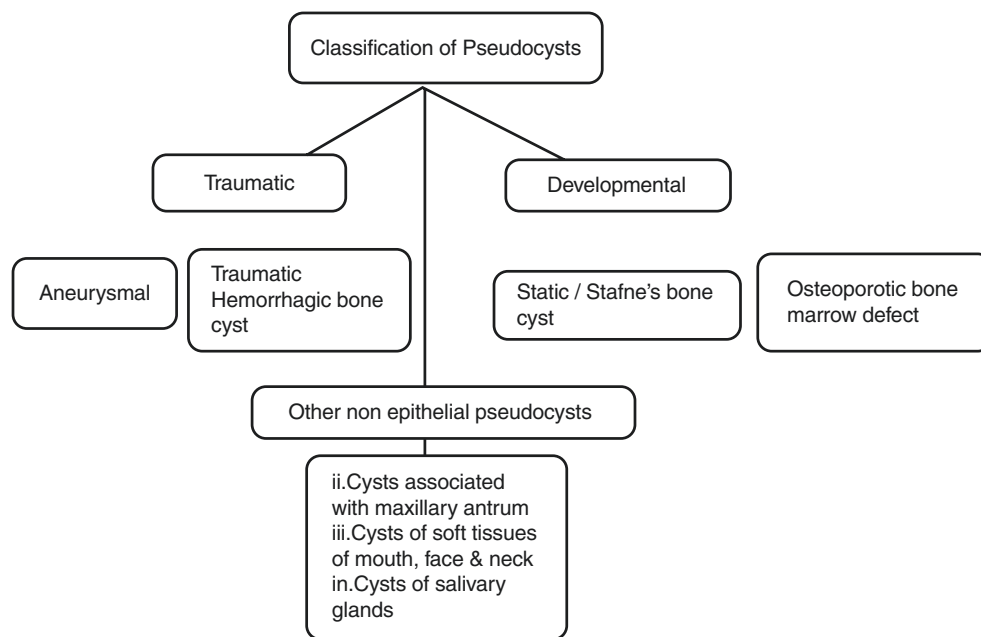 Classification of Pseudocysts
Traumatic
Developmental
Aneurysmal
Traumatic
Hemorrhagic bone
cyst
Static / Stafne's bone
cyst
Osteoporotic bone
marrow defect
Other non epithelial pseudocysts
ii.Cysts associated
with maxillary antrum
iii.Cysts of soft tissues
of mouth, face & neck
in.Cysts of salivary
glands